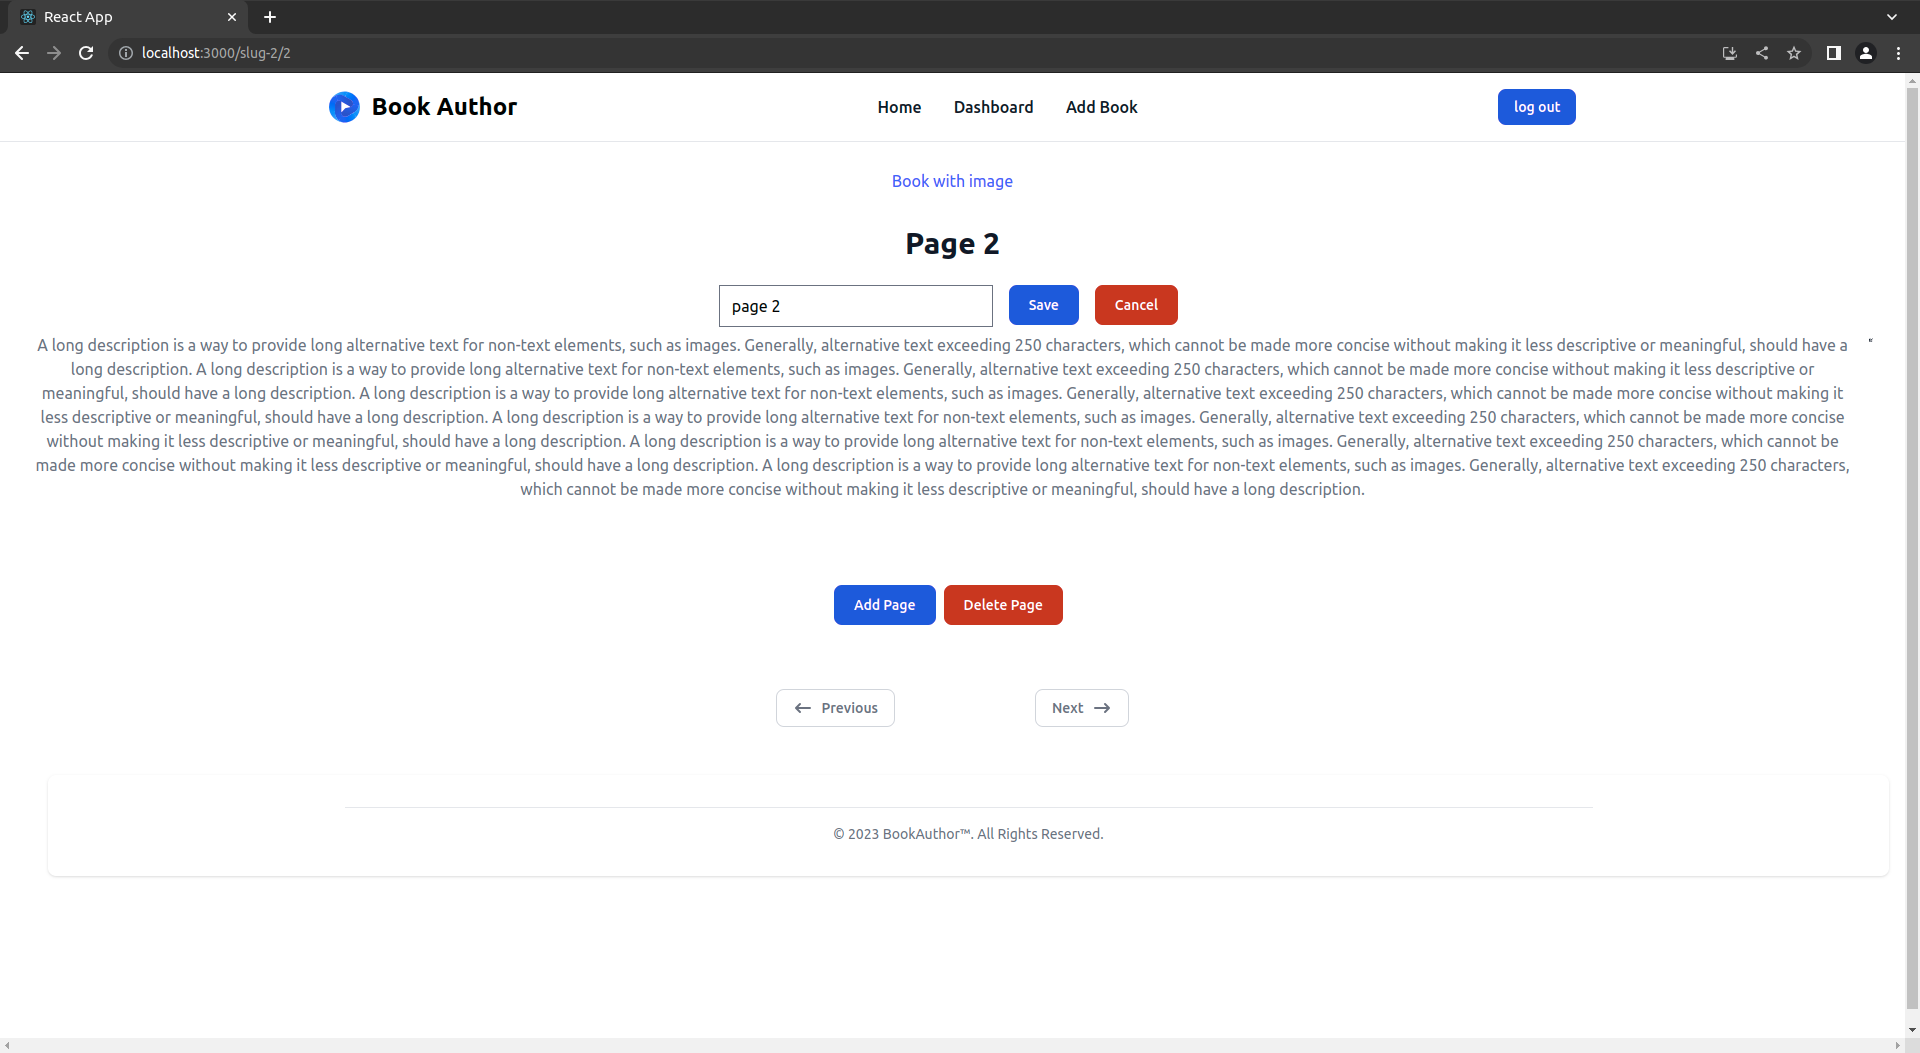 React App
localhost:3000/slug-2/2
Book Author
Home Dashboard Add Book
log out
Book with image
Page 2
page 2 Save Cancel
A long description is a way to provide long alternative text for non-text elements, such as images. Generally, alternative text exceeding 250 characters, which cannot be made more concise without making it less descriptive or meaningful, should have a
long description. A long description is a way to provide long alternative text for non-text elements, such as images. Generally, alternative text exceeding 250 characters, which cannot be made more concise without making it less descriptive or
meaningful, should have a long description. A long description is a way to provide long alternative text for non-text elements, such as images. Generally, alternative text exceeding 250 characters, which cannot be made more concise without making it
less descriptive or meaningful, should have a long description. A long description is a way to provide long alternative text for non-text elements, such as images. Generally, alternative text exceeding 250 characters, which cannot be made more concise
without making it less descriptive or meaningful, should have a long description. A long description is a way to provide long alternative text for non-text elements, such as images. Generally, alternative text exceeding 250 characters, which cannot be
made more concise without making it less descriptive or meaningful, should have a long description. A long description is a way to provide long alternative text for non-text elements, such as images. Generally, alternative text exceeding 250 characters,
which cannot be made more concise without making it less descriptive or meaningful, should have a long description.
Add Page Delete Page
← Previous Next →
© 2023 BookAuthor™. All Rights Reserved.